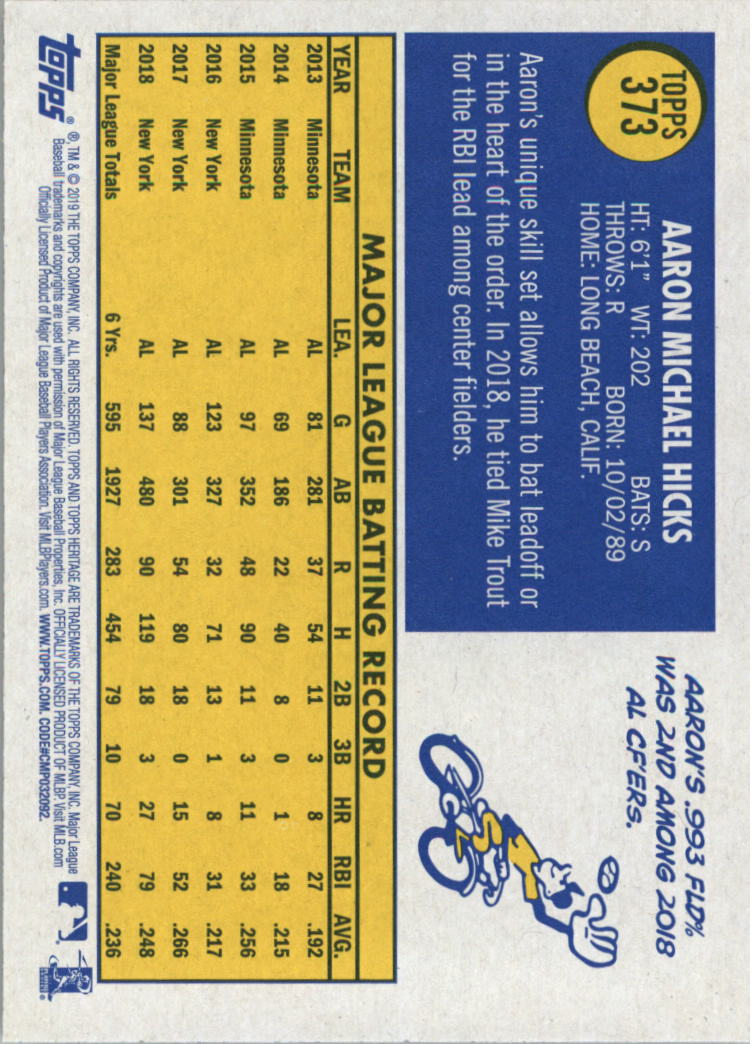 TOPPS
373
AARON MICHAEL HICKS
HT: 6'1" WT: 202 BATS: S
THROWS: R BORN: 10/02/89
HOME: LONG BEACH, CALIF.
Aaron's unique skill set allows him to bat leadoff or
in the heart of the order. In 2018, he tied Mike Trout
for the RBI lead among center fielders.
AARON'S .993 FLD%
WAS 2ND AMONG 2018
AL CF'ERS.
MAJOR LEAGUE BATTING RECORD
YEAR TEAM LEA. G AB R H 2B 3B HR RBI AVG.
2013 Minnesota AL 81 281 37 54 11 3 8 27 .192
2014 Minnesota AL 69 186 22 40 8 0 1 18 .215
2015 Minnesota AL 97 352 48 90 11 3 11 33 .256
2016 New York AL 123 327 32 71 13 1 8 31 .217
2017 New York AL 88 301 54 80 18 0 15 52 .266
2018 New York AL 137 480 90 119 18 3 27 79 .248
Major League Totals 6 Yrs. 595 1927 283 454 79 10 70 240 .236
topps®
®, TM & © 2019 THE TOPPS COMPANY, INC. ALL RIGHTS RESERVED. TOPPS AND TOPPS HERITAGE ARE TRADEMARKS OF THE TOPPS COMPANY, INC. Major League
Baseball trademarks and copyrights are used with permission of Major League Baseball Properties, Inc. OFFICIALLY LICENSED PRODUCT OF MLBP. Visit MLB.com
Officially Licensed Product of Major League Baseball Players Association. Visit MLBPlayers.com. WWW.TOPPS.COM. CODE#CMP032092.